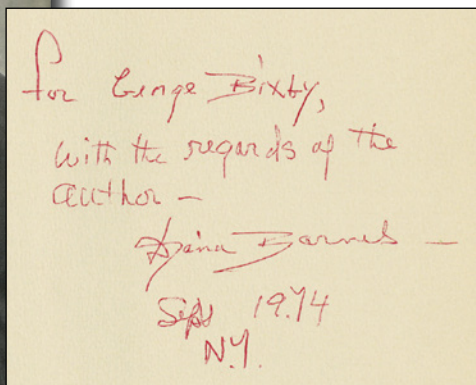 for George Bixby,
with the regards of the
author —
Djuna Barnes —
Sept 1974
N.Y.